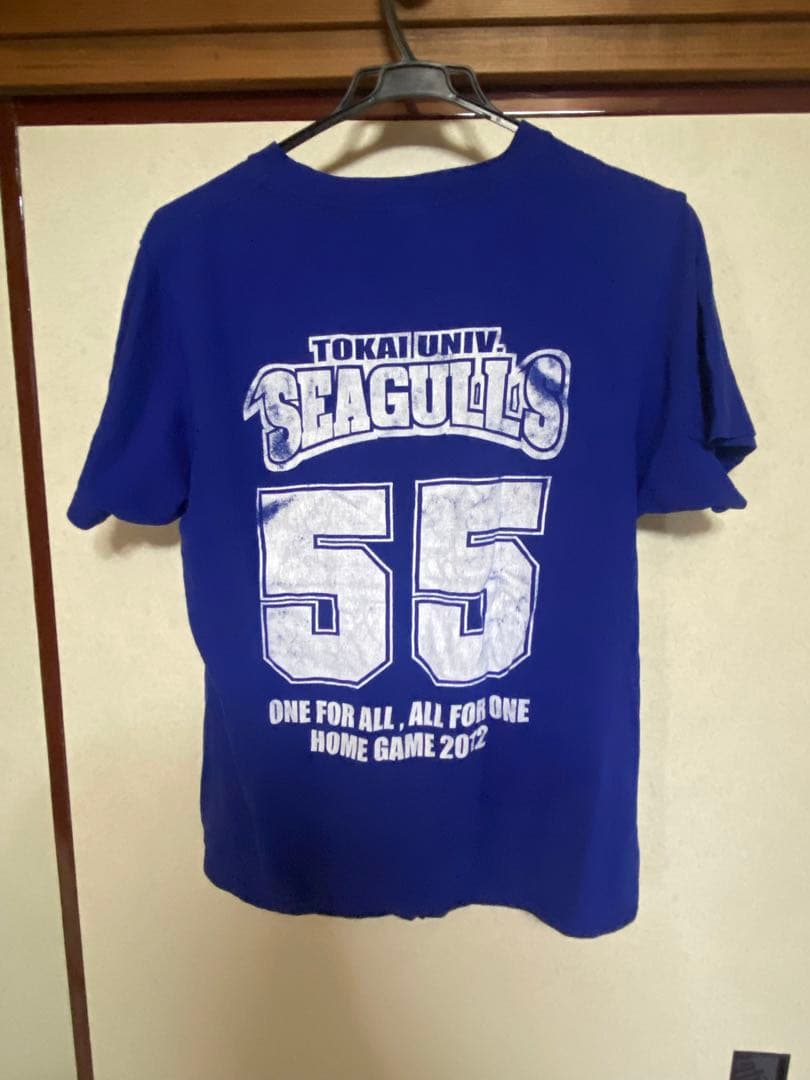 TOKAI UNIV.
SEAGULLS
55
ONE FOR ALL , ALL FOR ONE
HOME GAME 2012